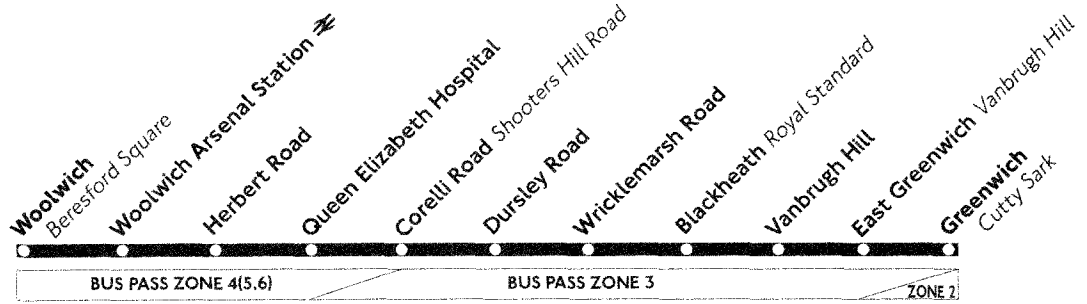 Woolwich
Beresford Square
Woolwich Arsenal Station
Herbert Road
Queen Elizabeth Hospital
Corelli Road Shooters Hill Road
Dursley Road
Wricklemarsh Road
Blackheath Royal Standard
Vanbrugh Hill
East Greenwich Vanbrugh Hill
Greenwich
Cutty Sark
BUS PASS ZONE 4(5,6)
BUS PASS ZONE 3
ZONE 2